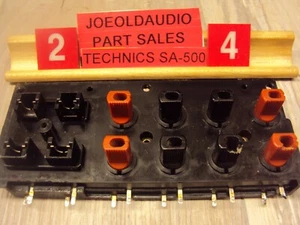 JOEOLDAUDIO
2 PART SALES 4
TECHNICS SA-500